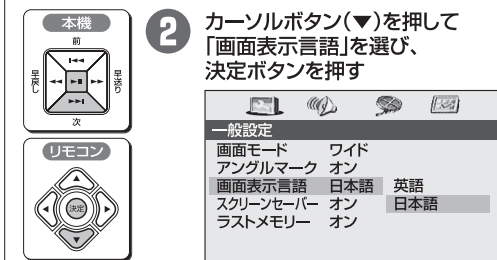 本機
前
早戻し
早送り
次
リモコン
決定
2
カーソルボタン(▼)を押して
「画面表示言語」を選び、
決定ボタンを押す
一般設定
画面モード ワイド
アングルマーク オン
画面表示言語 日本語 英語
スクリーンセーバー オン 日本語
ラストメモリー オン